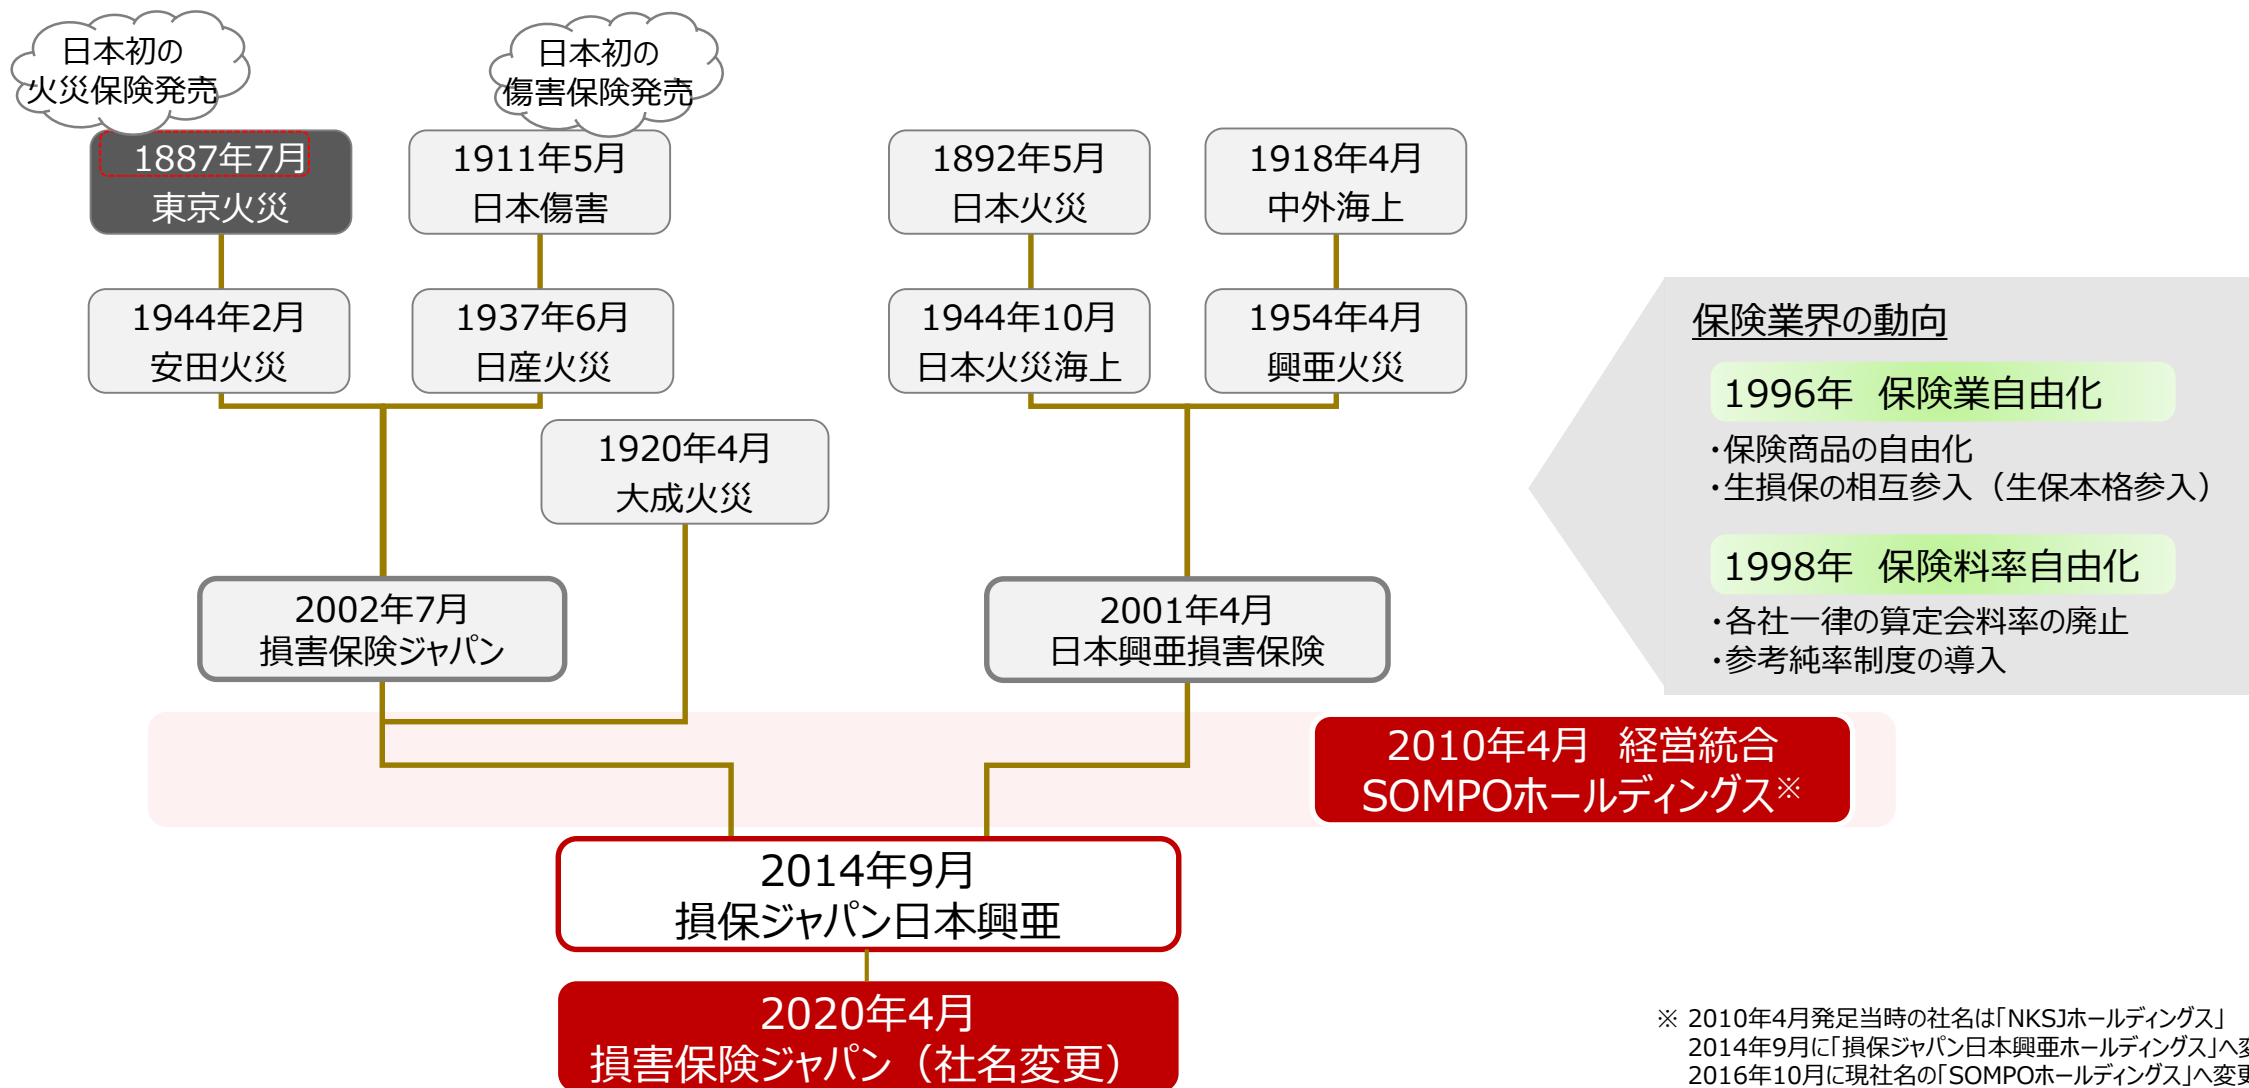 日本初の
火災保険発売
日本初の
傷害保険発売
1887年7月
東京火災
1911年5月
日本傷害
1892年5月
日本火災
1918年4月
中外海上
1944年2月
安田火災
1937年6月
日産火災
1944年10月
日本火災海上
1954年4月
興亜火災
1920年4月
大成火災
2002年7月
損害保険ジャパン
2001年4月
日本興亜損害保険
保険業界の動向
1996年 保険業自由化
・保険商品の自由化
・生損保の相互参入（生保本格参入）
1998年 保険料率自由化
・各社一律の算定会料率の廃止
・参考純率制度の導入
2010年4月 経営統合
SOMPOホールディングス※
2014年9月
損保ジャパン日本興亜
2020年4月
損害保険ジャパン（社名変更）
※ 2010年4月発足当時の社名は「NKSJホールディングス」
2014年9月に「損保ジャパン日本興亜ホールディングス」へ変
2016年10月に現社名の「SOMPOホールディングス」へ変更